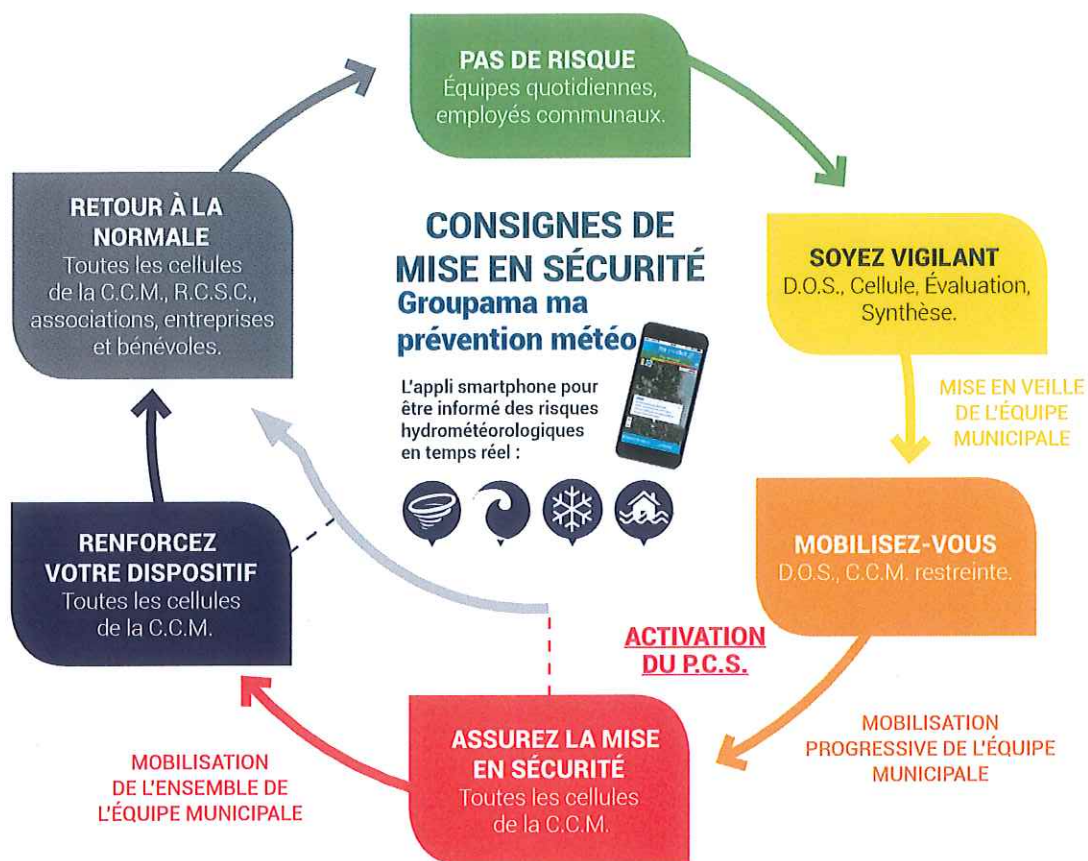 PAS DE RISQUE
Équipes quotidiennes,
employés communaux.
SOYEZ VIGILANT
D.O.S., Cellule, Évaluation,
Synthèse.
MISE EN VEILLE
DE L'ÉQUIPE
MUNICIPALE
MOBILISEZ-VOUS
D.O.S., C.C.M. restreinte.
MOBILISATION
PROGRESSIVE DE L'ÉQUIPE
MUNICIPALE
ACTIVATION
DU P.C.S.
ASSUREZ LA MISE
EN SÉCURITÉ
Toutes les cellules
de la C.C.M.
MOBILISATION
DE L'ENSEMBLE DE
L'ÉQUIPE MUNICIPALE
RENFORCEZ
VOTRE DISPOSITIF
Toutes les cellules
de la C.C.M.
RETOUR À LA
NORMALE
Toutes les cellules
de la C.C.M., R.C.S.C.,
associations, entreprises
et bénévoles.
CONSIGNES DE
MISE EN SÉCURITÉ
Groupama ma
prévention météo
L'appli smartphone pour
être informé des risques
hydrométéorologiques
en temps réel :